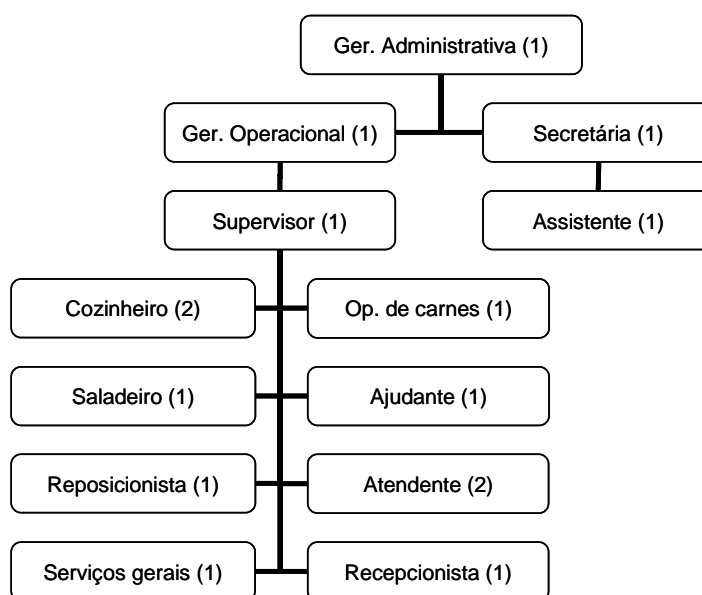 Ger. Administrativa (1)
Ger. Operacional (1)
Secretária (1)
Supervisor (1)
Assistente (1)
Cozinheiro (2)
Op. de carnes (1)
Saladeiro (1)
Ajudante (1)
Reposicionista (1)
Atendente (2)
Serviços gerais (1)
Recepcionista (1)